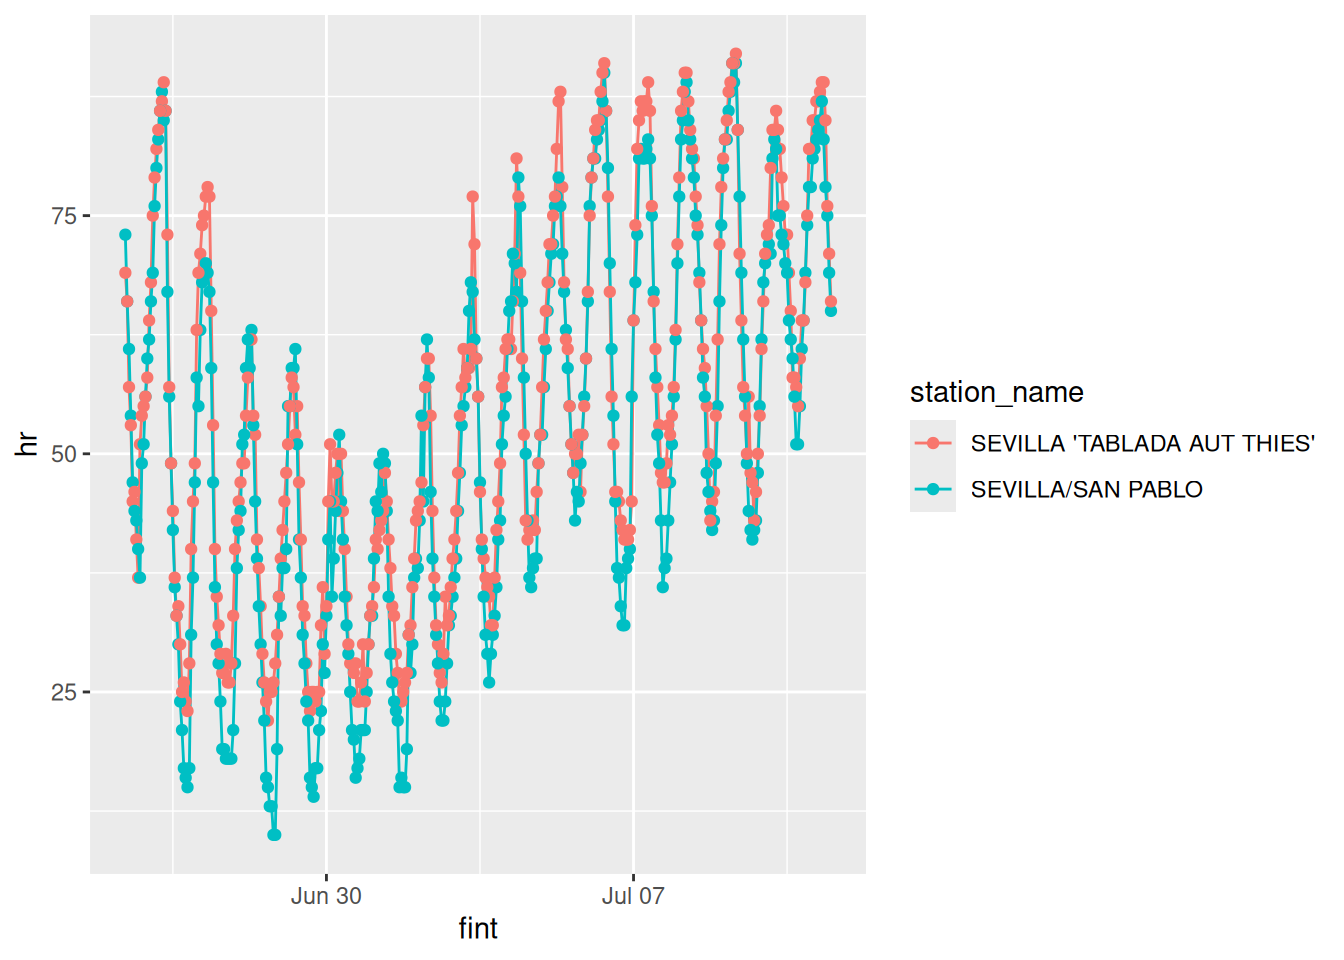 75
50
25
hr
Jun 30
Jul 07
fint
station_name
SEVILLA 'TABLADA AUT THIES'
SEVILLA/SAN PABLO